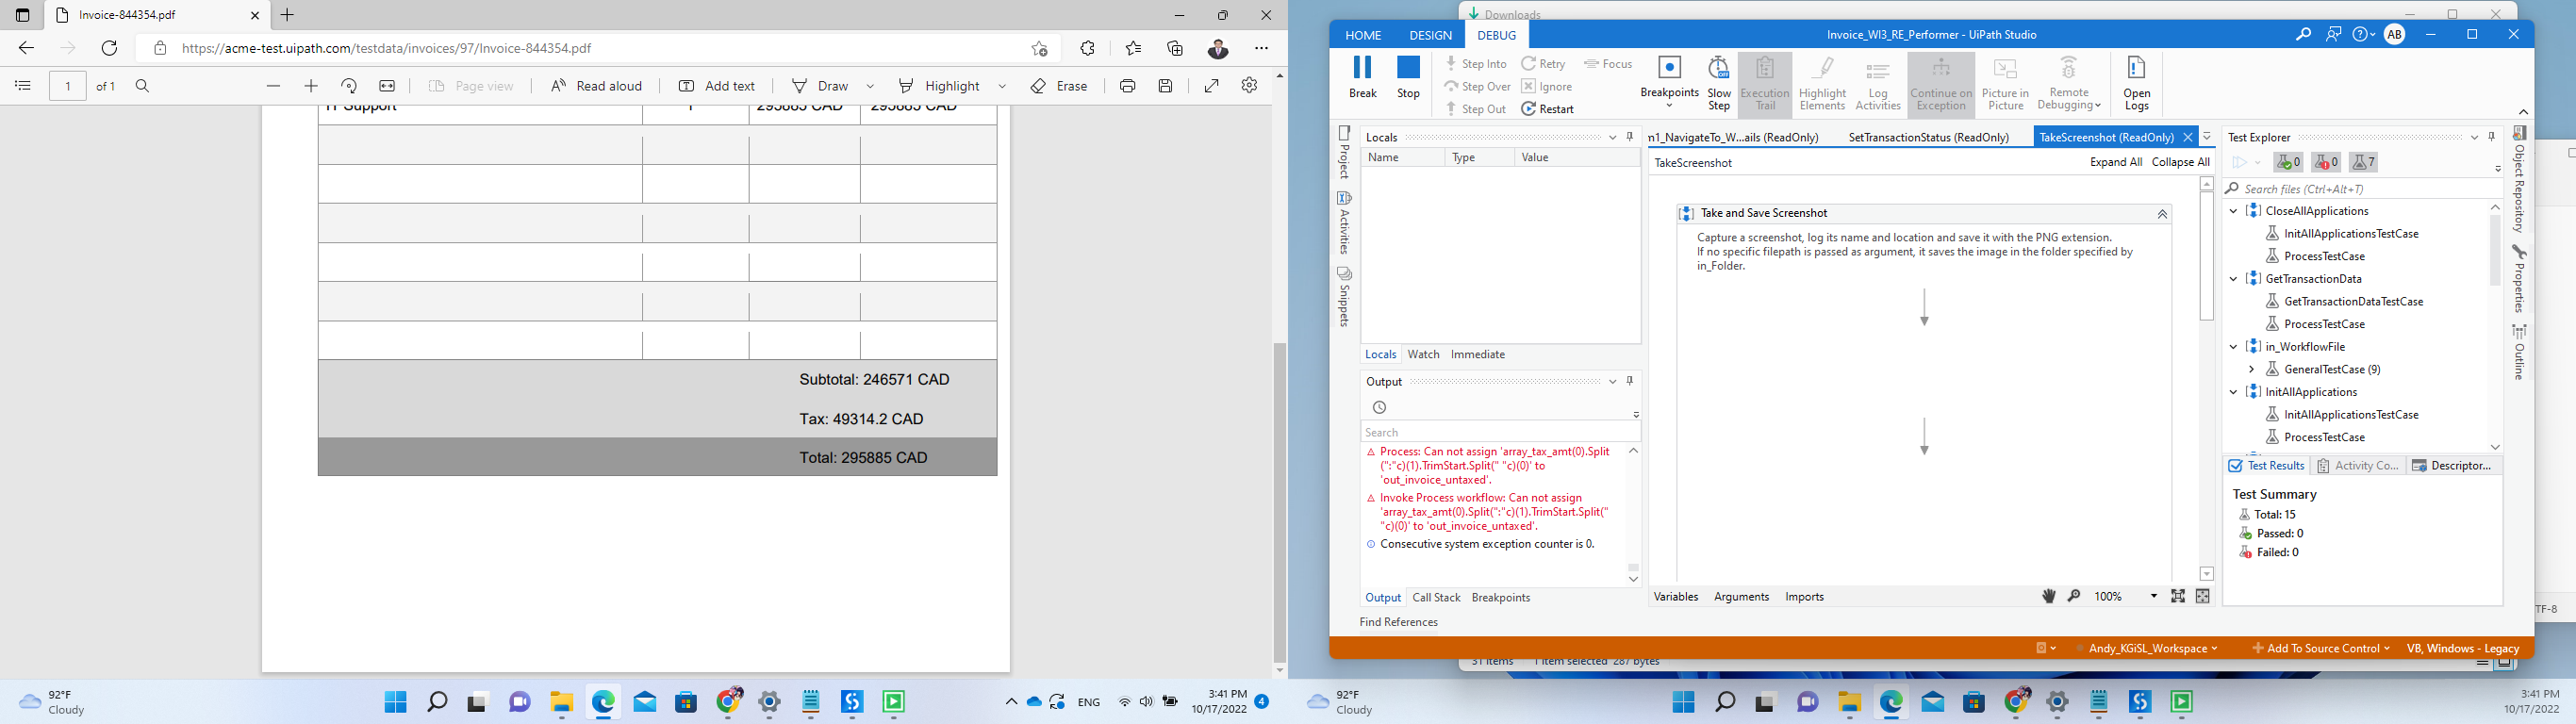 Invoice-844354.pdf
https://acme-test.uipath.com/testdata/invoices/97/Invoice-844354.pdf
1 of 1
Page view
Read aloud
Add text
Draw
Highlight
Erase
IT Support 1 295885 CAD 295885 CAD
Subtotal: 246571 CAD
Tax: 49314.2 CAD
Total: 295885 CAD
92°F
Cloudy
ENG
3:41 PM
10/17/2022
4
Downloads
HOME DESIGN DEBUG
Invoice_WI3_RE_Performer - UiPath Studio
AB
Break
Stop
Step Into
Step Over
Step Out
Retry
Ignore
Restart
Focus
Breakpoints
Slow
Step
Execution
Trail
Highlight
Elements
Log
Activities
Continue on
Exception
Picture in
Picture
Remote
Debugging
Open
Logs
Project
Activities
Snippets
Locals
Name Type Value
Locals Watch Immediate
Output
Search
Process: Can not assign 'array_tax_amt(0).Split
(":"c)(1).TrimStart.Split(" "c)(0)' to
'out_invoice_untaxed'.
Invoke Process workflow: Can not assign
'array_tax_amt(0).Split(":"c)(1).TrimStart.Split("
"c)(0)' to 'out_invoice_untaxed'.
Consecutive system exception counter is 0.
Output Call Stack Breakpoints
Find References
m1_NavigateTo_W...ails (ReadOnly) SetTransactionStatus (ReadOnly) TakeScreenshot (ReadOnly)
TakeScreenshot
Expand All Collapse All
Take and Save Screenshot
Capture a screenshot, log its name and location and save it with the PNG extension.
If no specific filepath is passed as argument, it saves the image in the folder specified by
in_Folder.
Variables Arguments Imports
100%
Test Explorer
0 0 7
Search files (Ctrl+Alt+T)
CloseAllApplications
InitAllApplicationsTestCase
ProcessTestCase
GetTransactionData
GetTransactionDataTestCase
ProcessTestCase
in_WorkflowFile
GeneralTestCase (9)
InitAllApplications
InitAllApplicationsTestCase
ProcessTestCase
Test Results Activity Co... Descriptor...
Test Summary
Total: 15
Passed: 0
Failed: 0
Object Repository
Properties
Outline
TF-8
Andy_KGiSL_Workspace
Add To Source Control
VB, Windows - Legacy
31 items 1 item selected 287 bytes
92°F
Cloudy
3:41 PM
10/17/2022